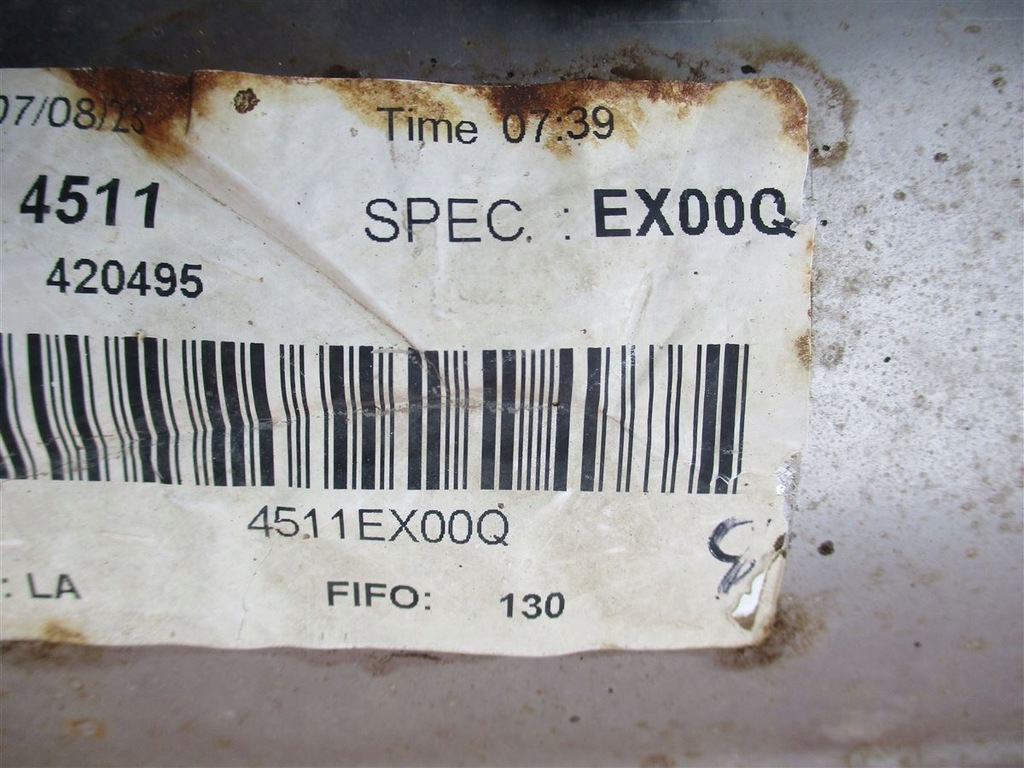 07/08/23 Time 07:39
4511 SPEC. : EX00Q
420495
4511EX00Q
: LA FIFO: 130